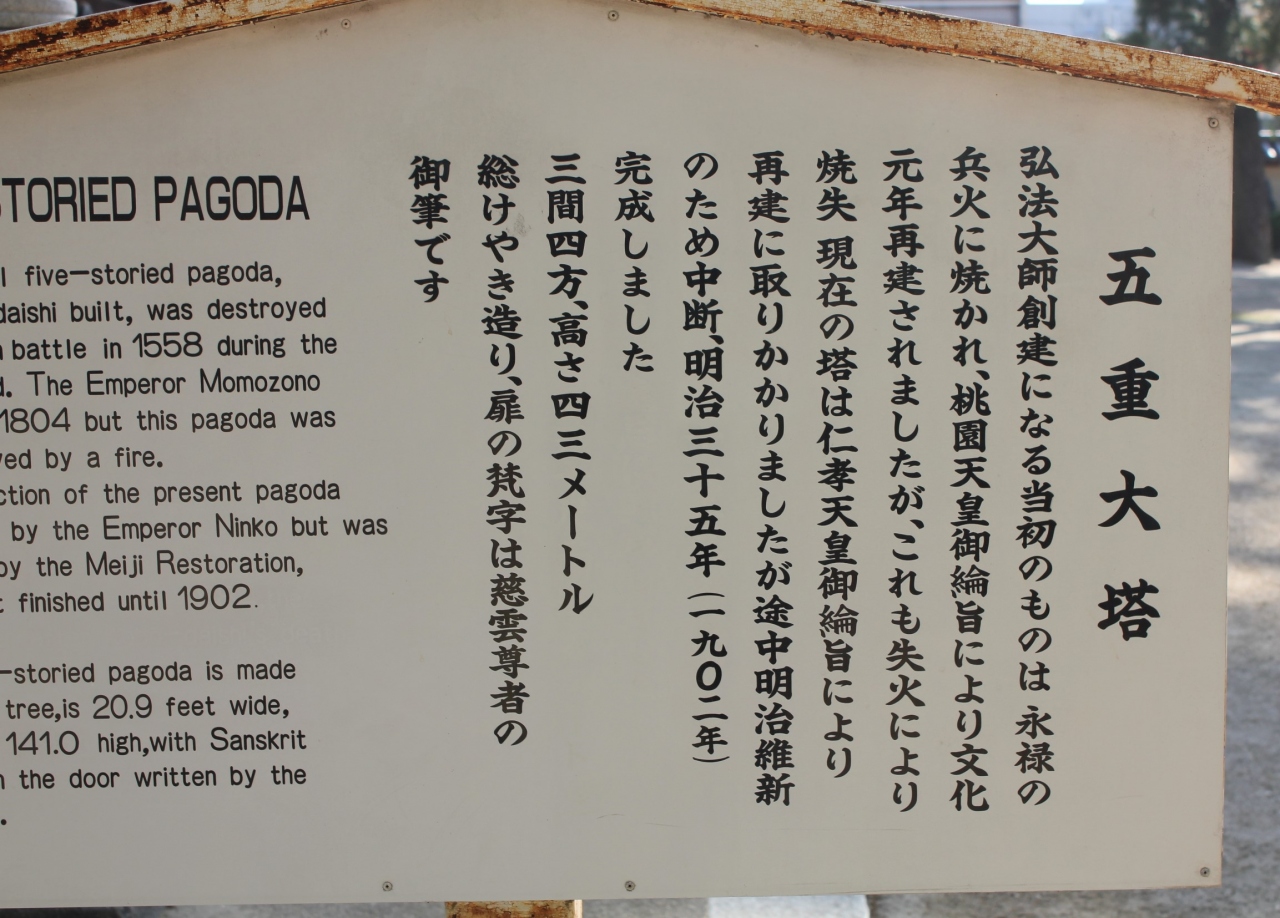 五重大塔
弘法大師創建になる当初のものは 永禄の
兵火に焼かれ、桃園天皇御綸旨により文化
元年再建されましたが、これも失火により
焼失 現在の塔は仁孝天皇御綸旨により
再建に取りかかりましたが途中明治維新
のため中断、明治三十五年(一九〇二年)
完成しました
三間四方、高さ四三メートル
総けやき造り、扉の梵字は慈雲尊者の
御筆です
STORIED PAGODA
l five-storied pagoda,
daishi built, was destroyed
battle in 1558 during the
d. The Emperor Momozono
1804 but this pagoda was
yed by a fire.
ction of the present pagoda
by the Emperor Ninko but was
by the Meiji Restoration,
t finished until 1902.
-storied pagoda is made
tree,is 20.9 feet wide,
141.0 high,with Sanskrit
n the door written by the
.